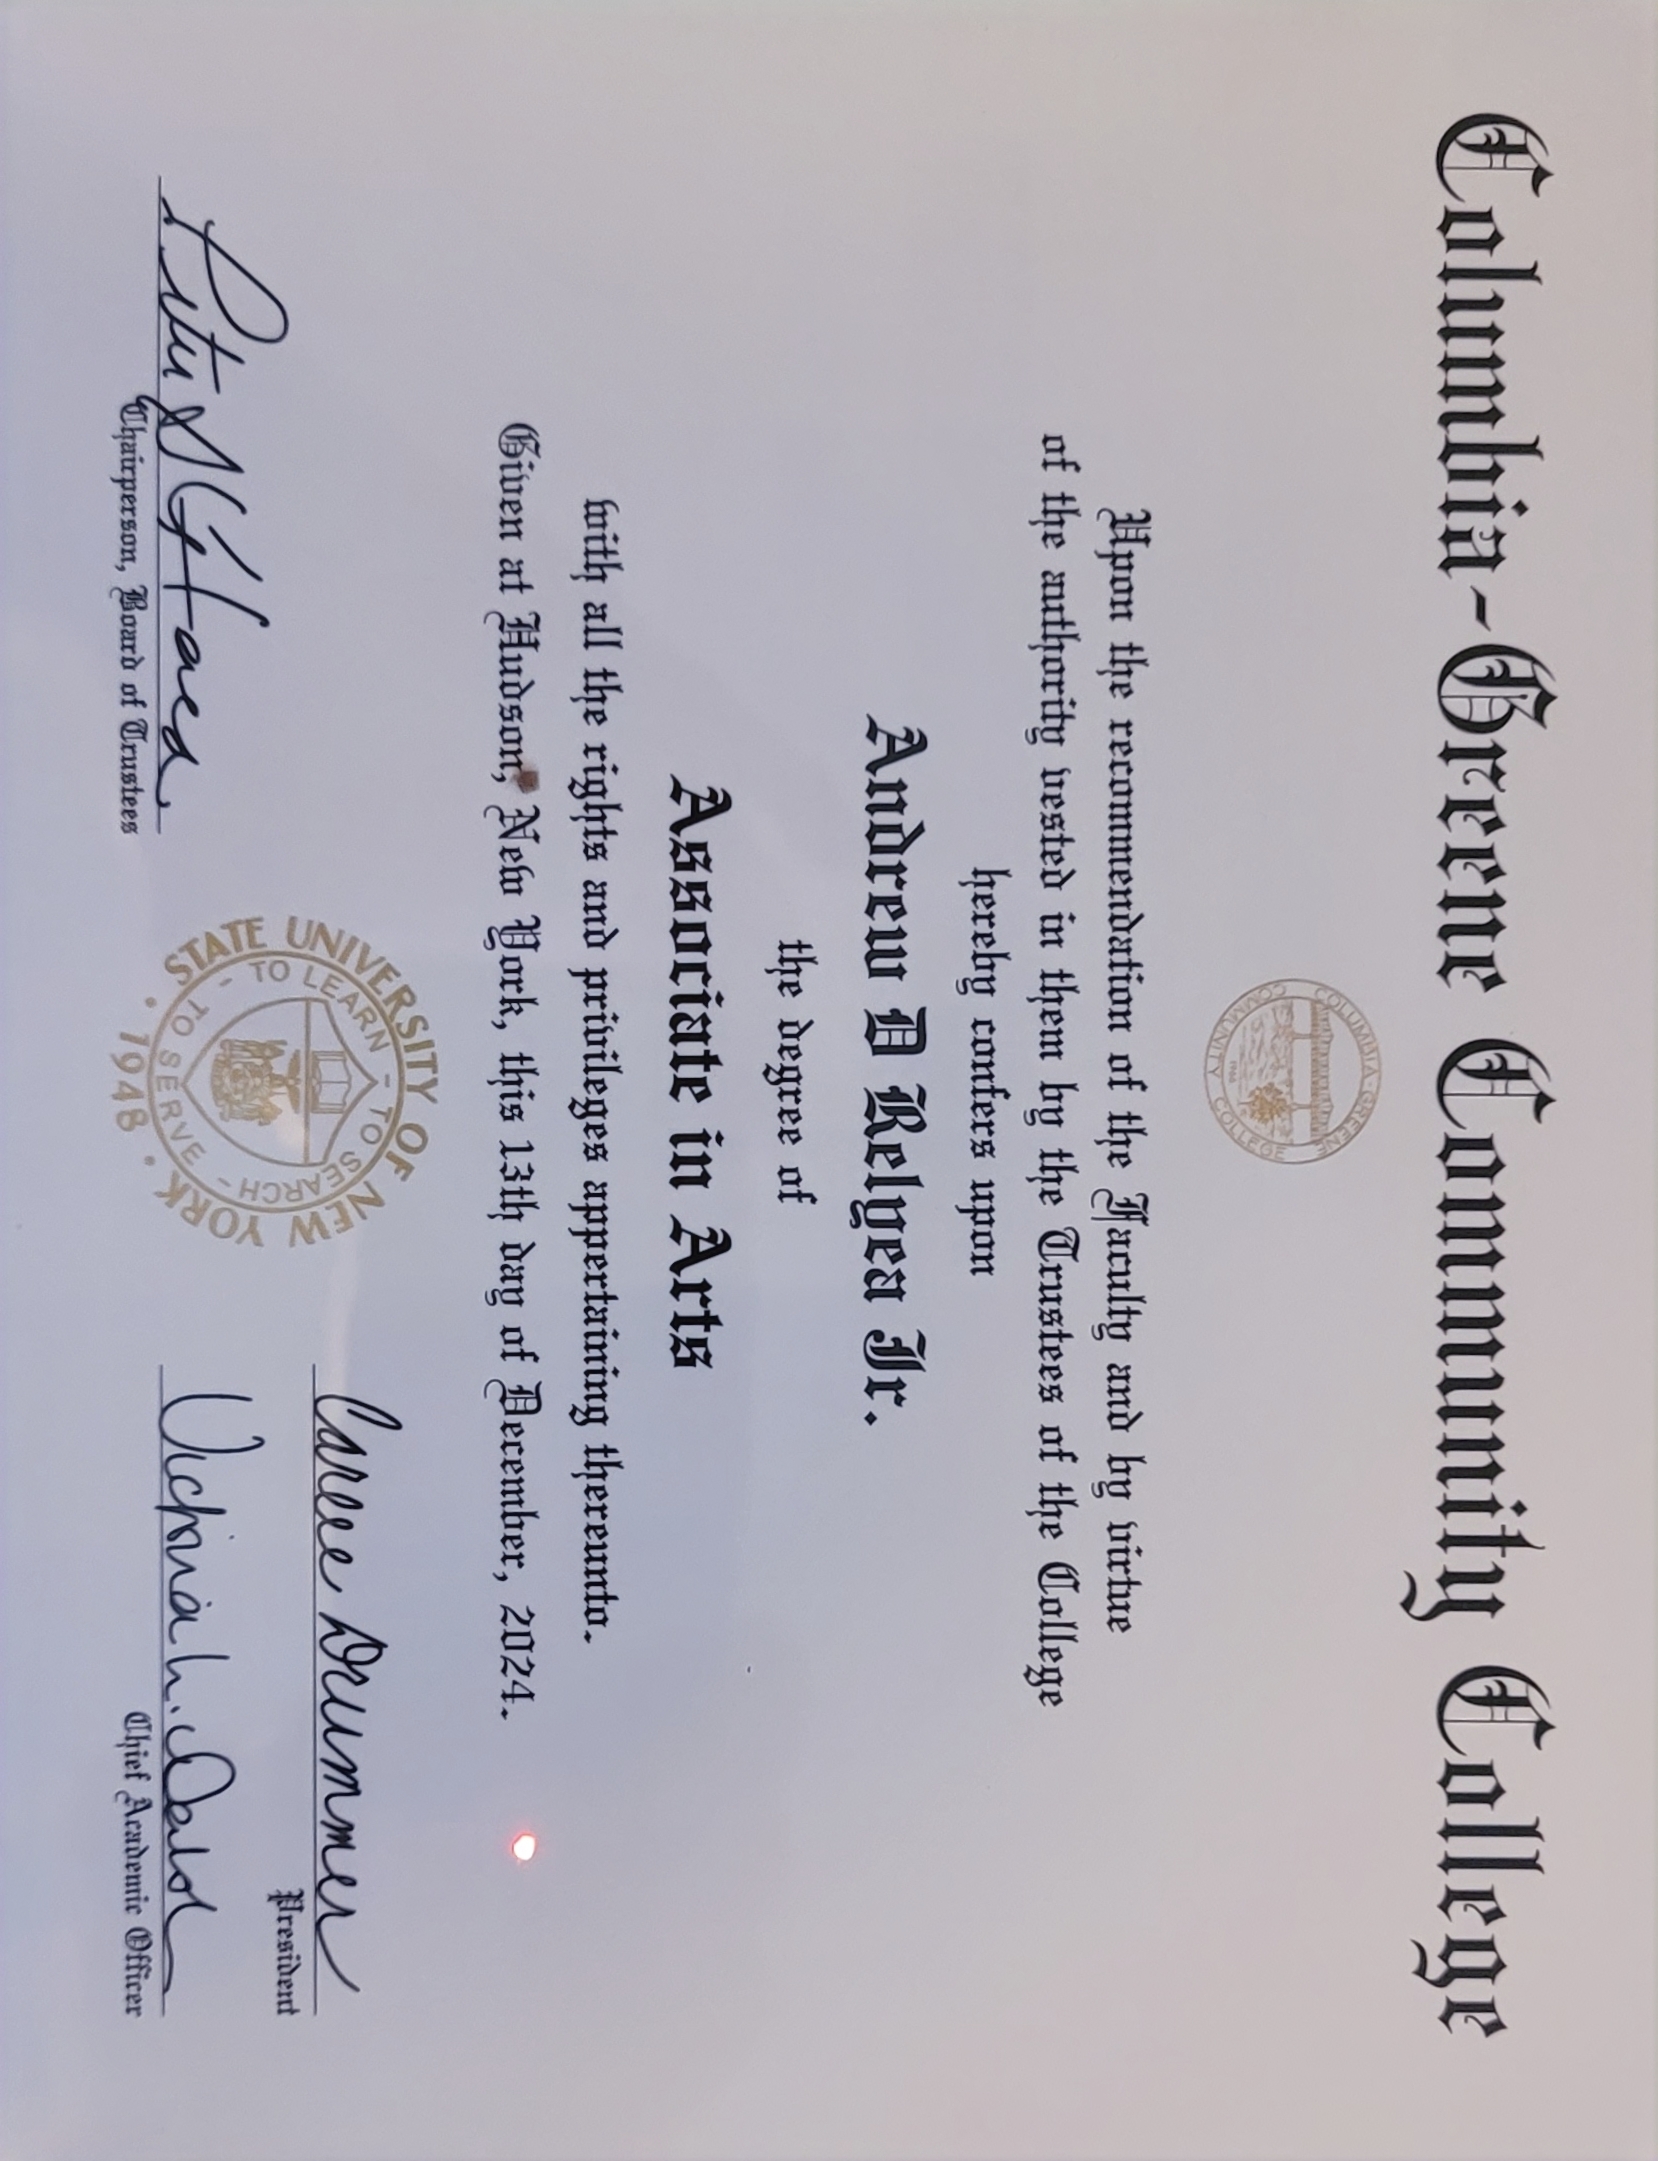 Columbia-Greene Community College
COLUMBIA-GREENE
COMMUNITY COLLEGE
1966
Upon the recommendation of the Faculty and by virtue
of the authority vested in them by the Trustees of the College
hereby confers upon
Andrew D Relyea Jr.
the degree of
Associate in Arts
with all the rights and privileges appertaining thereunto.
Given at Hudson, New York, this 13th day of December, 2024.
Carlee Drummer
President
Chairperson, Board of Trustees
STATE UNIVERSITY OF NEW YORK
TO LEARN - TO SEARCH - TO SERVE
• 1948 •
Chief Academic Officer